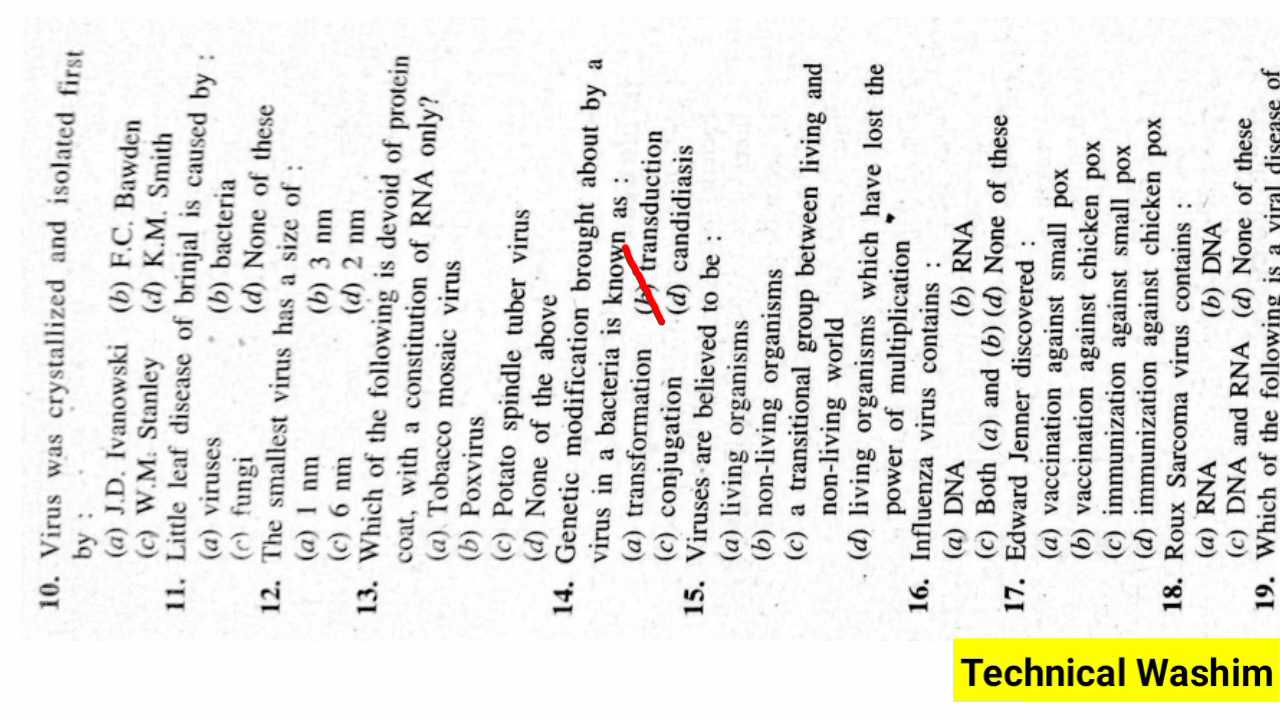 10. Virus was crystallized and isolated first
by :
(a) J.D. Ivanowski (b) F.C. Bawden
(c) W.M. Stanley (d) K.M. Smith
11. Little leaf disease of brinjal is caused by :
(a) viruses (b) bacteria
(c) fungi (d) None of these
12. The smallest virus has a size of :
(a) 1 nm (b) 3 nm
(c) 6 nm (d) 2 nm
13. Which of the following is devoid of protein
coat, with a constitution of RNA only?
(a) Tobacco mosaic virus
(b) Poxvirus
(c) Potato spindle tuber virus
(d) None of the above
14. Genetic modification brought about by a
virus in a bacteria is known as :
(a) transformation (b) transduction
(c) conjugation (d) candidiasis
15. Viruses are believed to be :
(a) living organisms
(b) non-living organisms
(c) a transitional group between living and
non-living world
(d) living organisms which have lost the
power of multiplication
16. Influenza virus contains :
(a) DNA (b) RNA
(c) Both (a) and (b) (d) None of these
17. Edward Jenner discovered :
(a) vaccination against small pox
(b) vaccination against chicken pox
(c) immunization against small pox
(d) immunization against chicken pox
18. Roux Sarcoma virus contains :
(a) RNA (b) DNA
(c) DNA and RNA (d) None of these
19. Which of the following is a viral disease of
Technical Washim